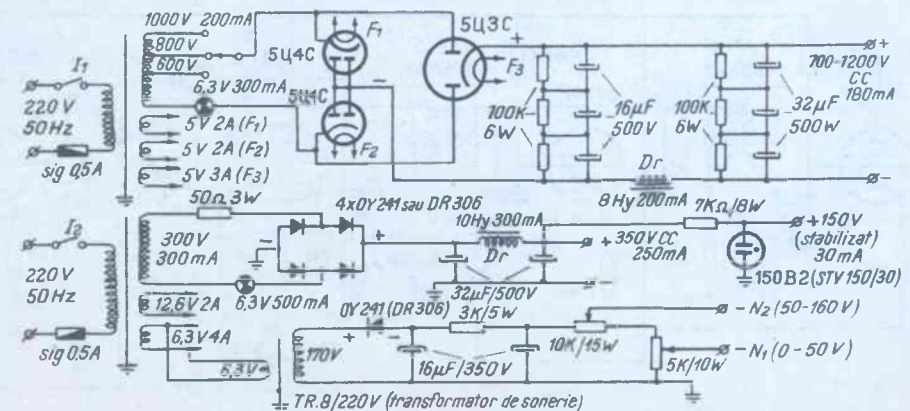 1000V 200mA
800V
600V
6,3V 300mA
I1
220V
50Hz
sig 0,5A
5V 2A (F1)
5V 2A (F2)
5V 3A (F3)
5Ц4С
F1
5Ц4С
F2
5Ц3С
F3
+
−
100K
6W
16µF
500V
100K
6W
32µF
500W
Dr
8Hy 200mA
+
700-1200V
CC
180mA
−
50Ω 3W
4xOY241 sau DR306
I2
220V
50Hz
sig 0,5A
300V
300mA
6,3V 500mA
12,6V 2A
6,3V 4A
6,3V
−
+
10Hy 300mA
Dr
+350V CC
250mA
32µF/500V
−
7KΩ/8W
+150V
(stabilizat)
30mA
150B2 (STV 150/30)
OY241 (DR306)
170V
+
3K/5W
16µF/350V
10K/15W
5K/10W
−N2 (50-160V)
−N1 (0-50V)
TR.8/220V (transformator de sonerie)